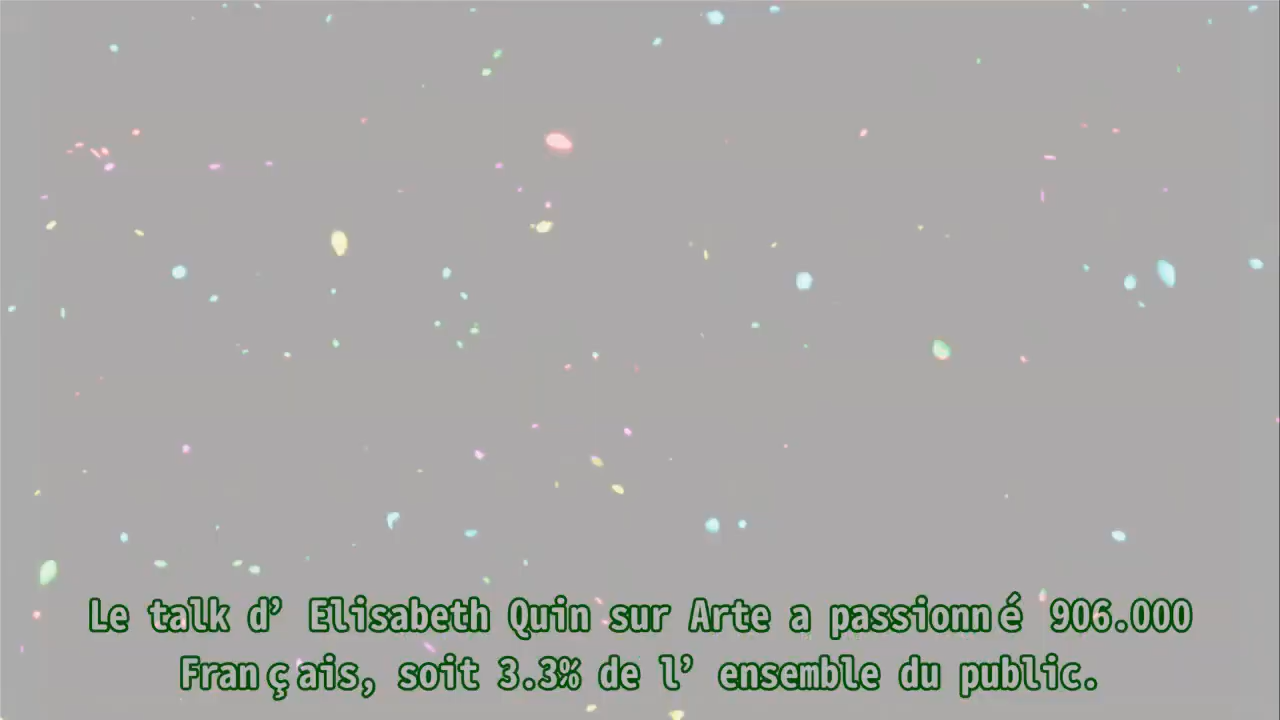 Le talk d’ Elisabeth Quin sur Arte a passionné 906.000
Français, soit 3.3% de l’ ensemble du public.